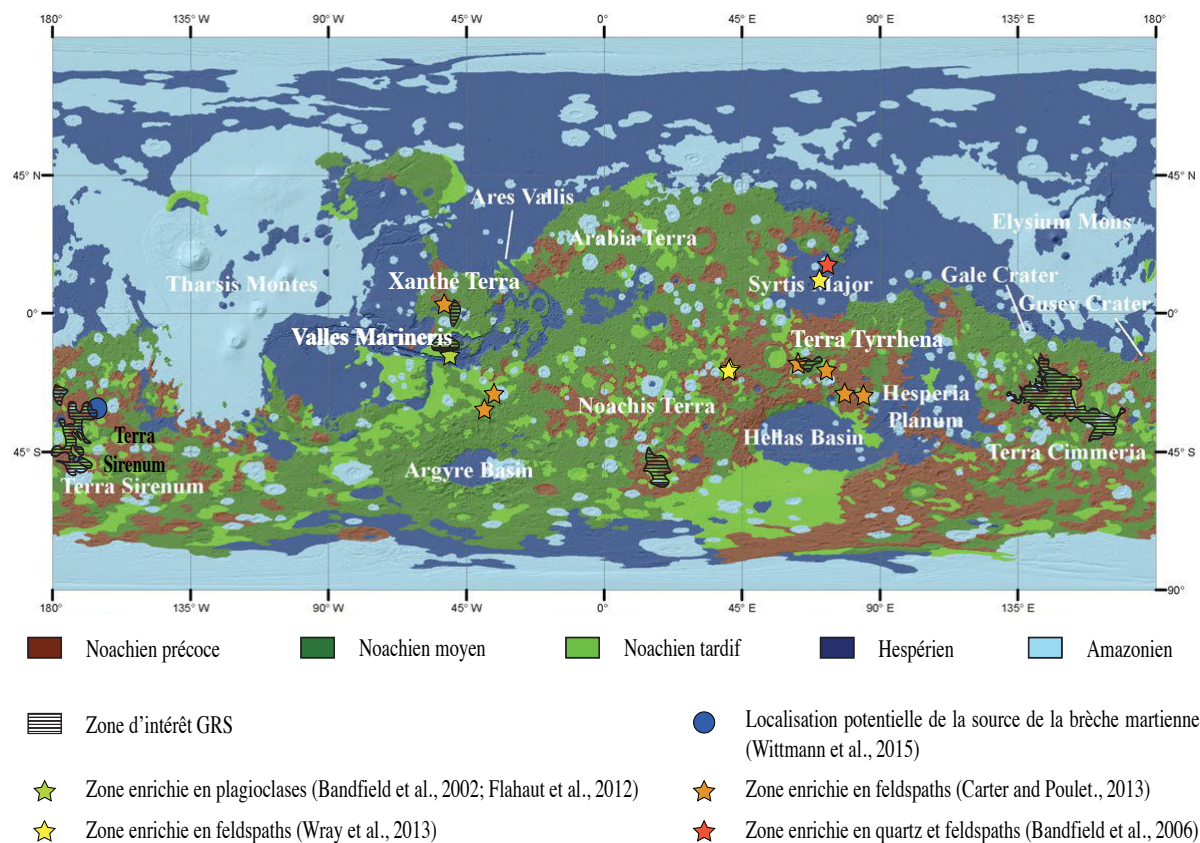 180° 135° W 90° 45° 0° 45° 90° 135° E 180°
45° N 45° N
Ares Vallis
Elysium Mons
Arabia Terra
Gale Crater
Tharsis Montes Xanthe Terra Syrtis Major
Gusev Crater
0° 0°
Valles Marineris Terra Tyrrhena
Hesperia
Planum
Noachis Terra
Terra
Sirenum
Hellas Basin
45° S 45° S
Terra Cimmeria
Argyre Basin
Terra Sirenum
90°
180° 135° W 90° 45° 0° 45° 90° 135° E 180°
Noachien précoce Noachien moyen Noachien tardif Hespérien Amazonien
Zone d'intérêt GRS
Localisation potentielle de la source de la brèche martienne
(Wittmann et al., 2015)
Zone enrichie en plagioclases (Bandfield et al., 2002; Flahaut et al., 2012)
Zone enrichie en feldspaths (Carter and Poulet., 2013)
Zone enrichie en feldspaths (Wray et al., 2013)
Zone enrichie en quartz et feldspaths (Bandfield et al., 2006)